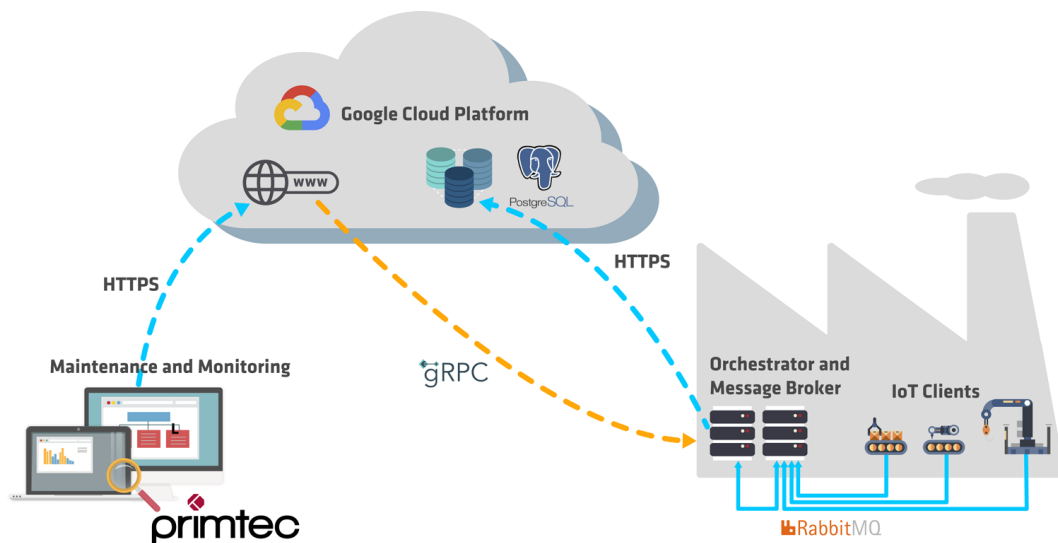 Google Cloud Platform
WWW
PostgreSQL
HTTPS
HTTPS
Maintenance and Monitoring
gRPC
Orchestrator and
Message Broker
IoT Clients
L
primtec
RabbitMQ